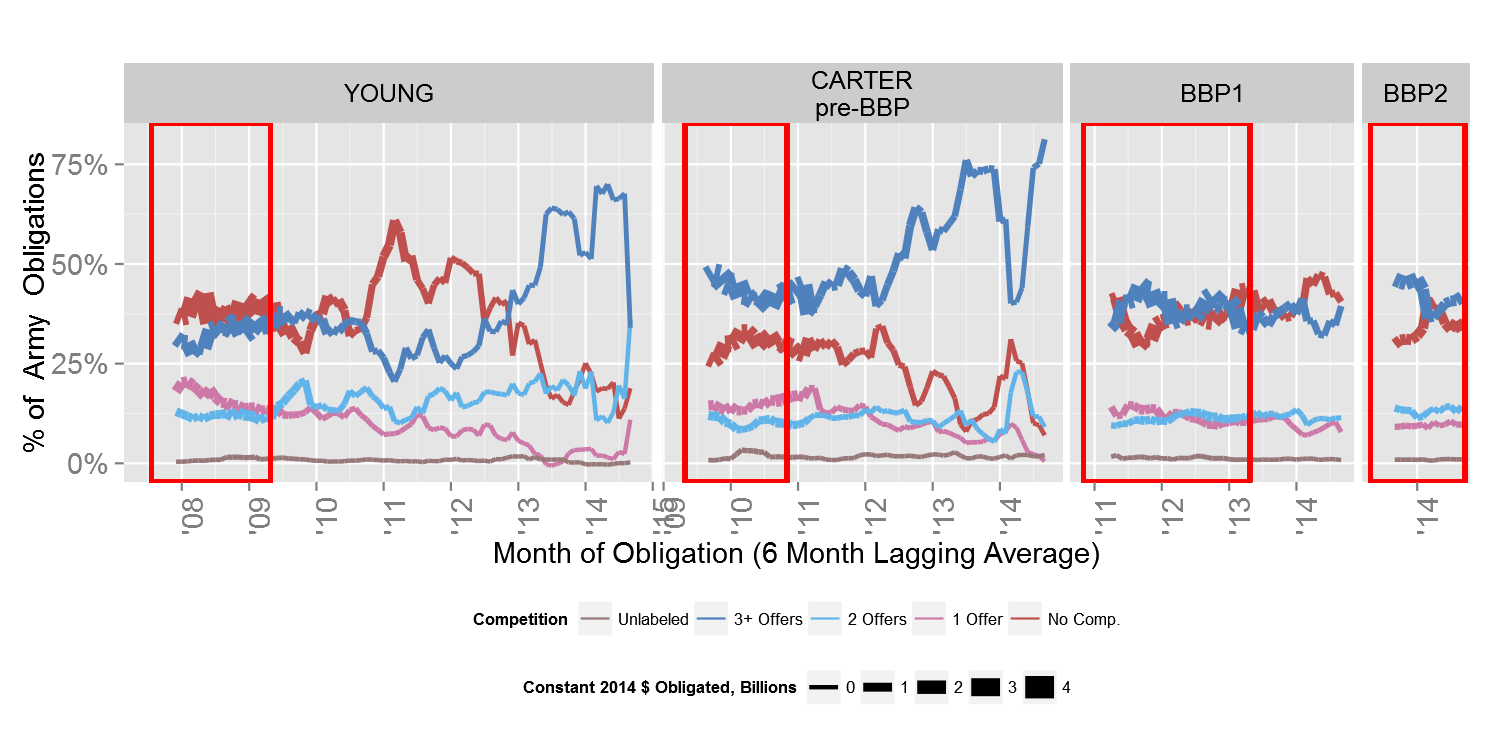 YOUNG
CARTER
pre-BBP
BBP1
BBP2
% of Army Obligations
75%
50%
25%
0%
'08 '09 '10 '11 '12 '13 '14 '15
'09 '10 '11 '12 '13 '14
'11 '12 '13 '14
'14
Month of Obligation (6 Month Lagging Average)
Competition Unlabeled 3+ Offers 2 Offers 1 Offer No Comp.
Constant 2014 $ Obligated, Billions 0 1 2 3 4